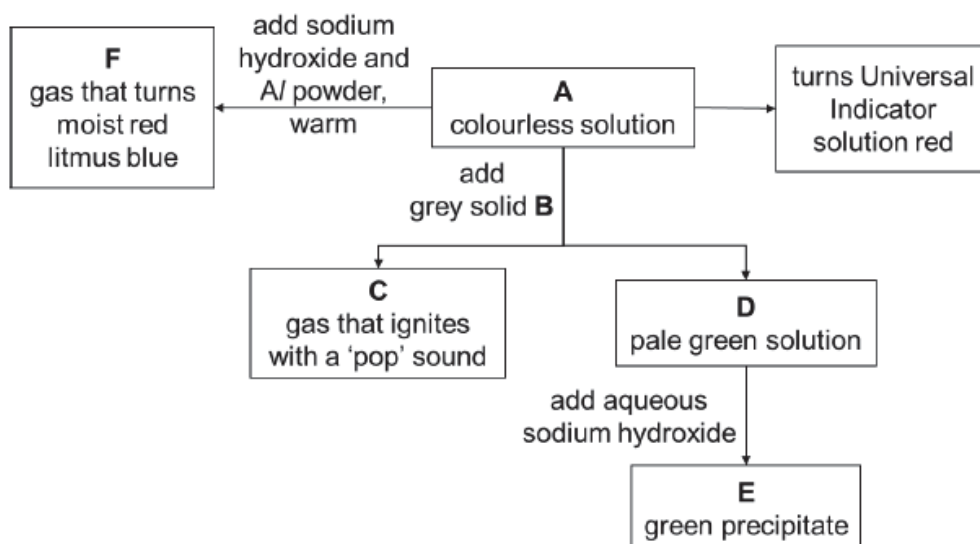 F
gas that turns
moist red
litmus blue
add sodium
hydroxide and
Al powder,
warm
A
colourless solution
turns Universal
Indicator
solution red
add
grey solid B
C
gas that ignites
with a ‘pop’ sound
D
pale green solution
add aqueous
sodium hydroxide
E
green precipitate